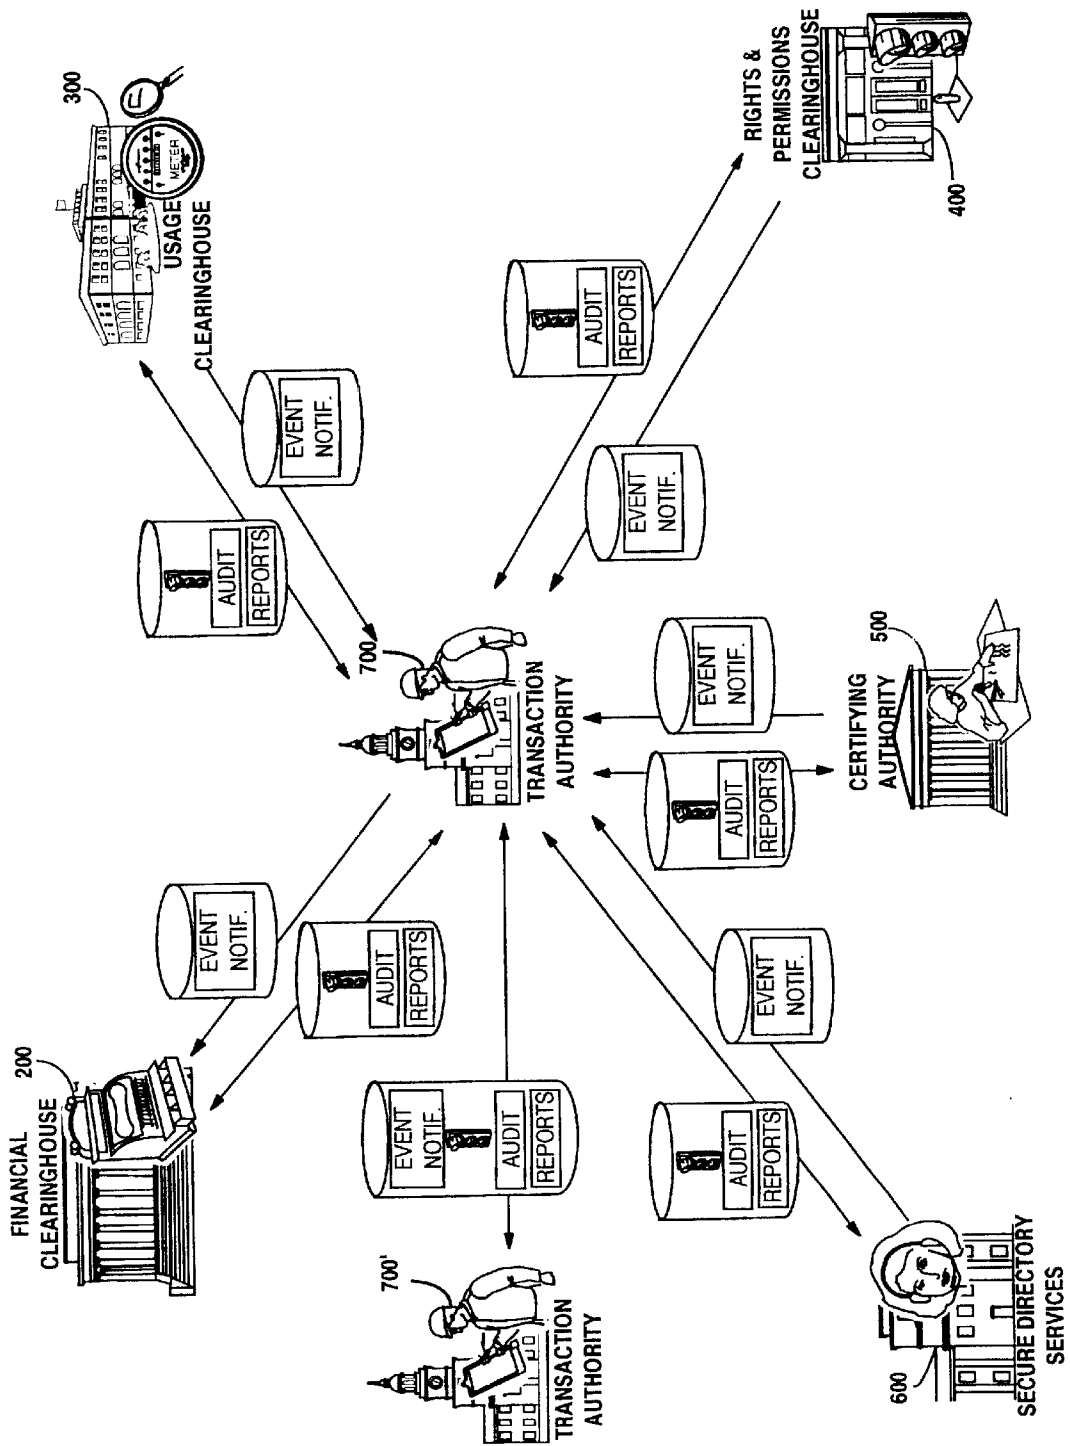 FINANCIAL
CLEARINGHOUSE
200
300
METER
USAGE
CLEARINGHOUSE
EVENT
NOTIF.
AUDIT
REPORTS
EVENT
NOTIF.
AUDIT
REPORTS
700
700'
EVENT
NOTIF.
AUDIT
REPORTS
TRANSACTION
AUTHORITY
TRANSACTION
AUTHORITY
AUDIT
REPORTS
EVENT
NOTIF.
RIGHTS &
PERMISSIONS
CLEARINGHOUSE
400
AUDIT
REPORTS
EVENT
NOTIF.
AUDIT
REPORTS
EVENT
NOTIF.
CERTIFYING
AUTHORITY
500
600
SECURE DIRECTORY
SERVICES